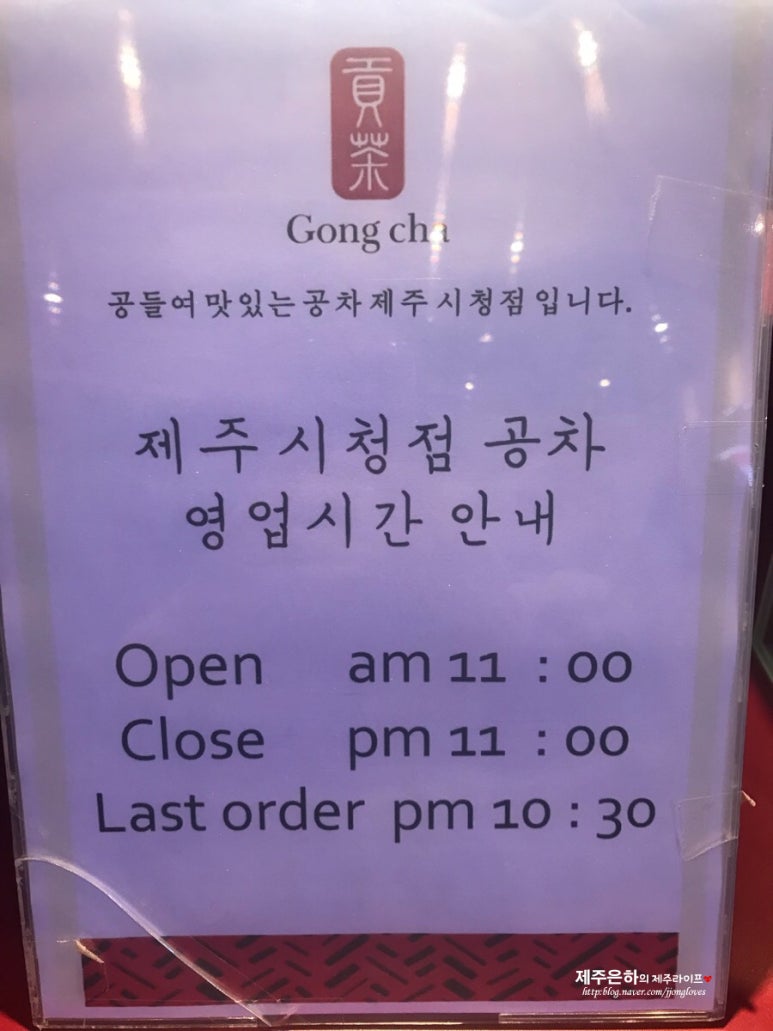 貢茶
Gong cha
공들여 맛있는 공차 제주 시청점 입니다.
제주시청점 공차
영업시간 안내
Open am 11 : 00
Close pm 11 : 00
Last order pm 10 : 30
제주은하의 제주라이프♥
http:blog.naver.com/jjongloves